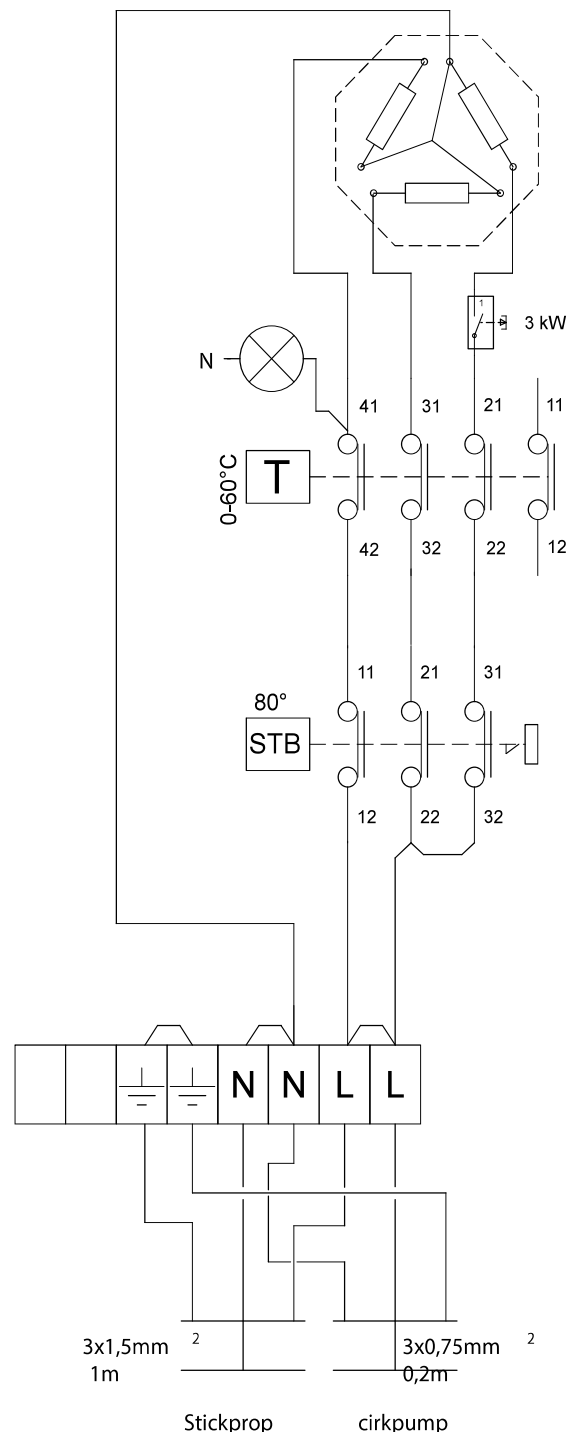 1
3 kW
N
41 31 21 11
0-60°C
T
42 32 22 12
11 21 31
80°
STB
12 22 32
N N L L
3x1,5mm 2 3x0,75mm 2
1m 0,2m
Stickprop cirkpump